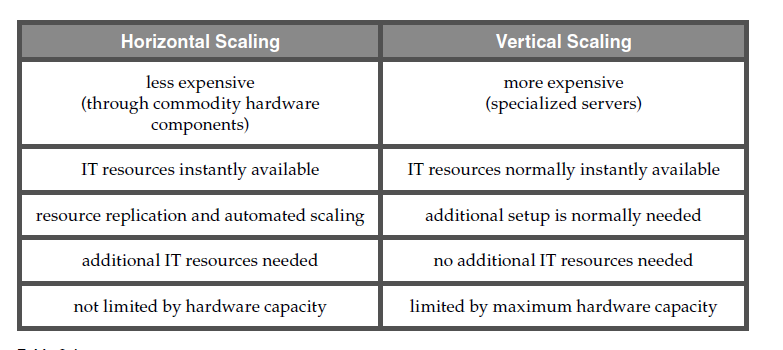 Horizontal Scaling
Vertical Scaling
less expensive
(through commodity hardware
components)
more expensive
(specialized servers)
IT resources instantly available
IT resources normally instantly available
resource replication and automated scaling
additional setup is normally needed
additional IT resources needed
no additional IT resources needed
not limited by hardware capacity
limited by maximum hardware capacity